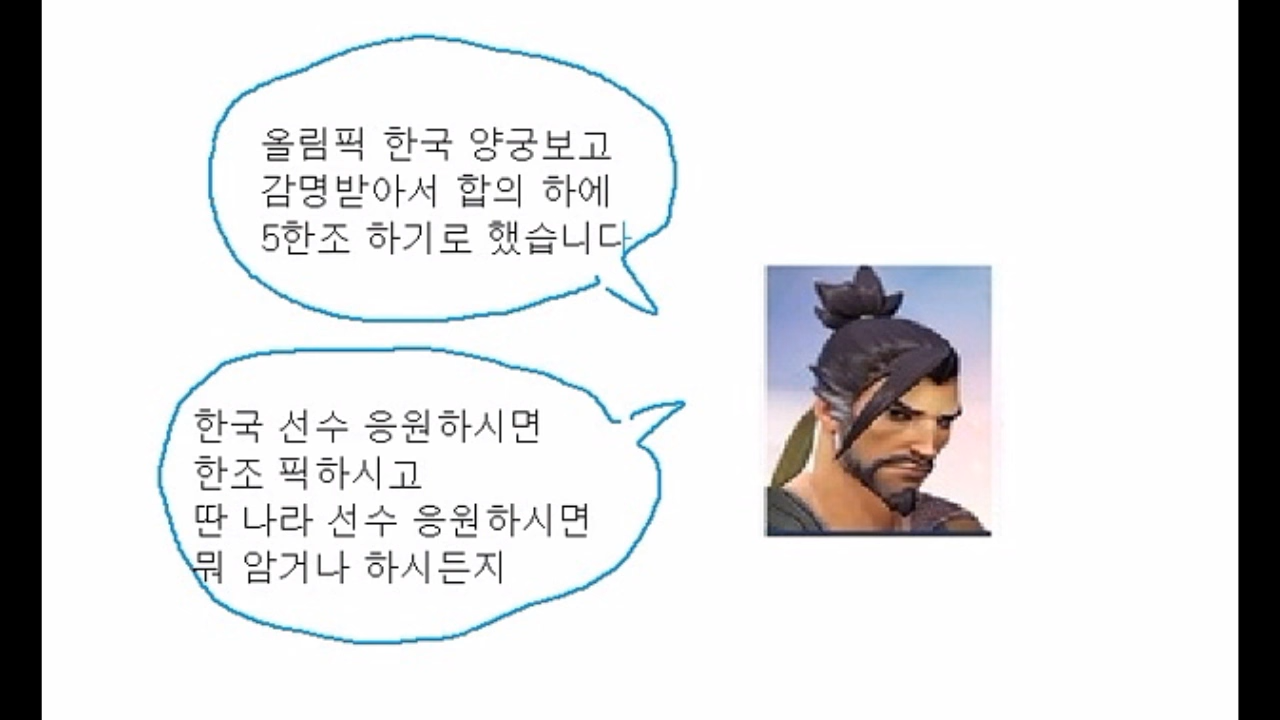 올림픽 한국 양궁보고
감명받아서 합의 하에
5한조 하기로 했습니다
한국 선수 응원하시면
한조 픽하시고
딴 나라 선수 응원하시면
뭐 암거나 하시든지